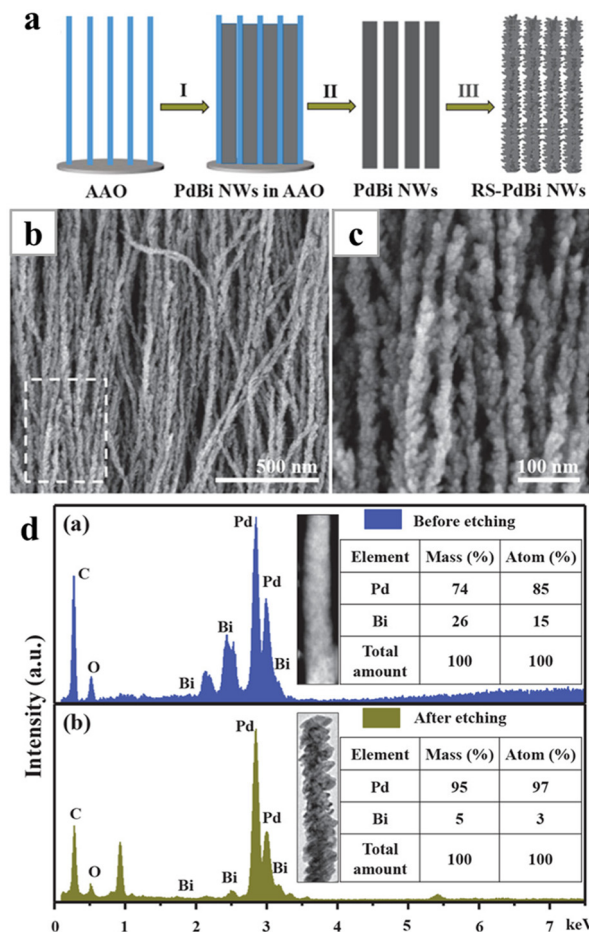 a
I
II
III
AAO
PdBi NWs in AAO
PdBi NWs
RS-PdBi NWs
b
500 nm
c
100 nm
d
Intensity (a.u.)
(a)
Before etching
C
O
Bi
Bi
Pd
Pd
Bi
Element Mass (%) Atom (%)
Pd 74 85
Bi 26 15
Total amount 100 100
(b)
After etching
C
O
Bi
Bi
Pd
Pd
Bi
Element Mass (%) Atom (%)
Pd 95 97
Bi 5 3
Total amount 100 100
0 1 2 3 4 5 6 7 keV